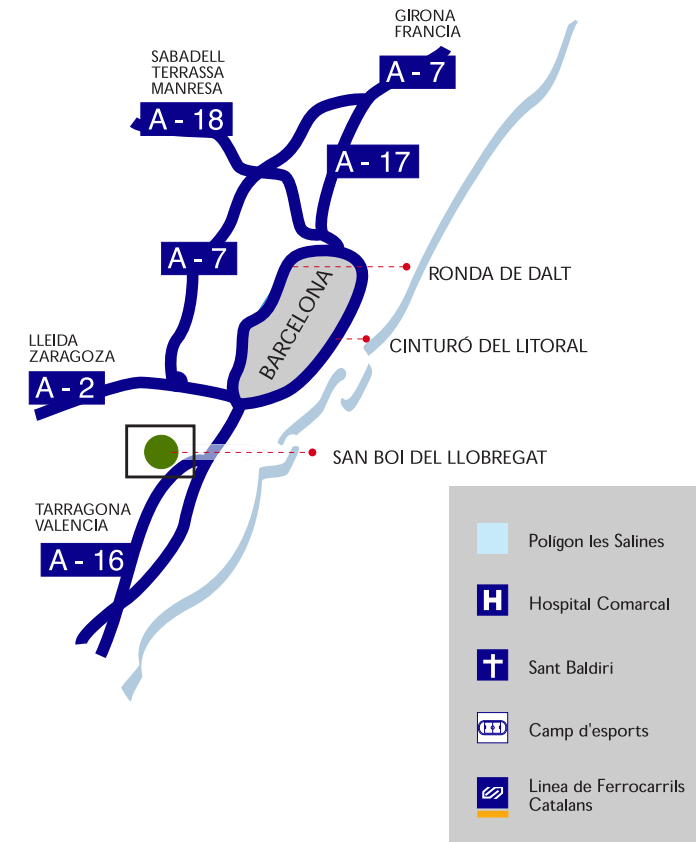 GIRONA
FRANCIA
SABADELL
TERRASSA
MANRESA
A - 7
A - 18
A - 17
A - 7
RONDA DE DALT
BARCELONA
LLEIDA
ZARAGOZA
CINTURÓ DEL LITORAL
A - 2
SAN BOI DEL LLOBREGAT
TARRAGONA
VALENCIA
A - 16
Polígon les Salines
H
Hospital Comarcal
Sant Baldiri
Camp d'esports
Linea de Ferrocarrils
Catalans